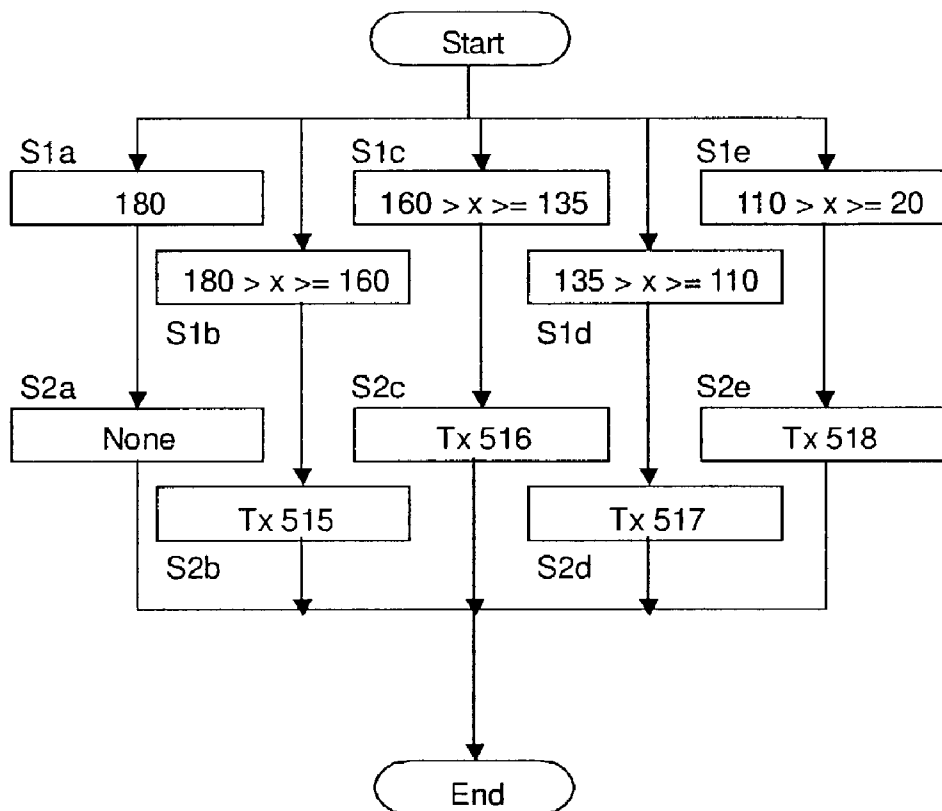 Start
S1a
S1c
S1e
180
160 > x >= 135
110 > x >= 20
180 > x >= 160
135 > x >= 110
S1b
S1d
S2a
S2c
S2e
None
Tx 516
Tx 518
Tx 515
Tx 517
S2b
S2d
End